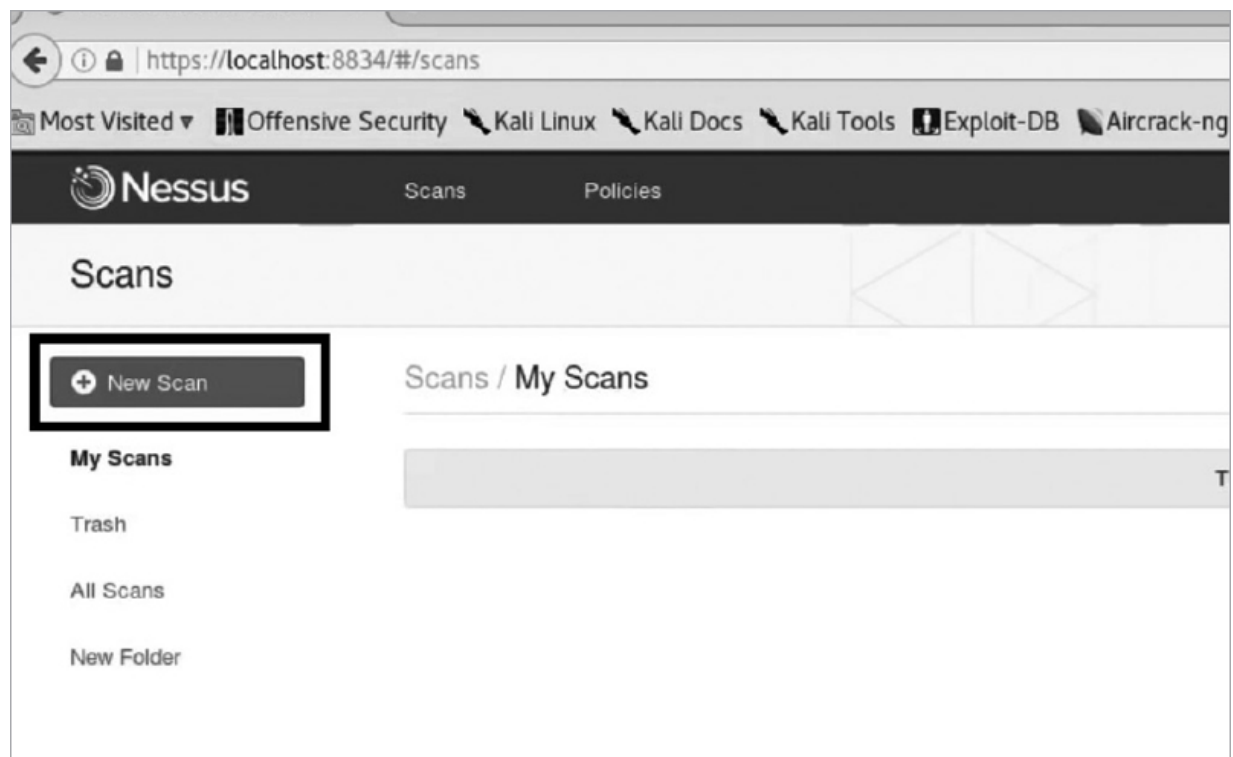 https://localhost:8834/#/scans
Most Visited Offensive Security Kali Linux Kali Docs Kali Tools Exploit-DB Aircrack-ng
Nessus Scans Policies
Scans
New Scan
Scans / My Scans
My Scans
T
Trash
All Scans
New Folder